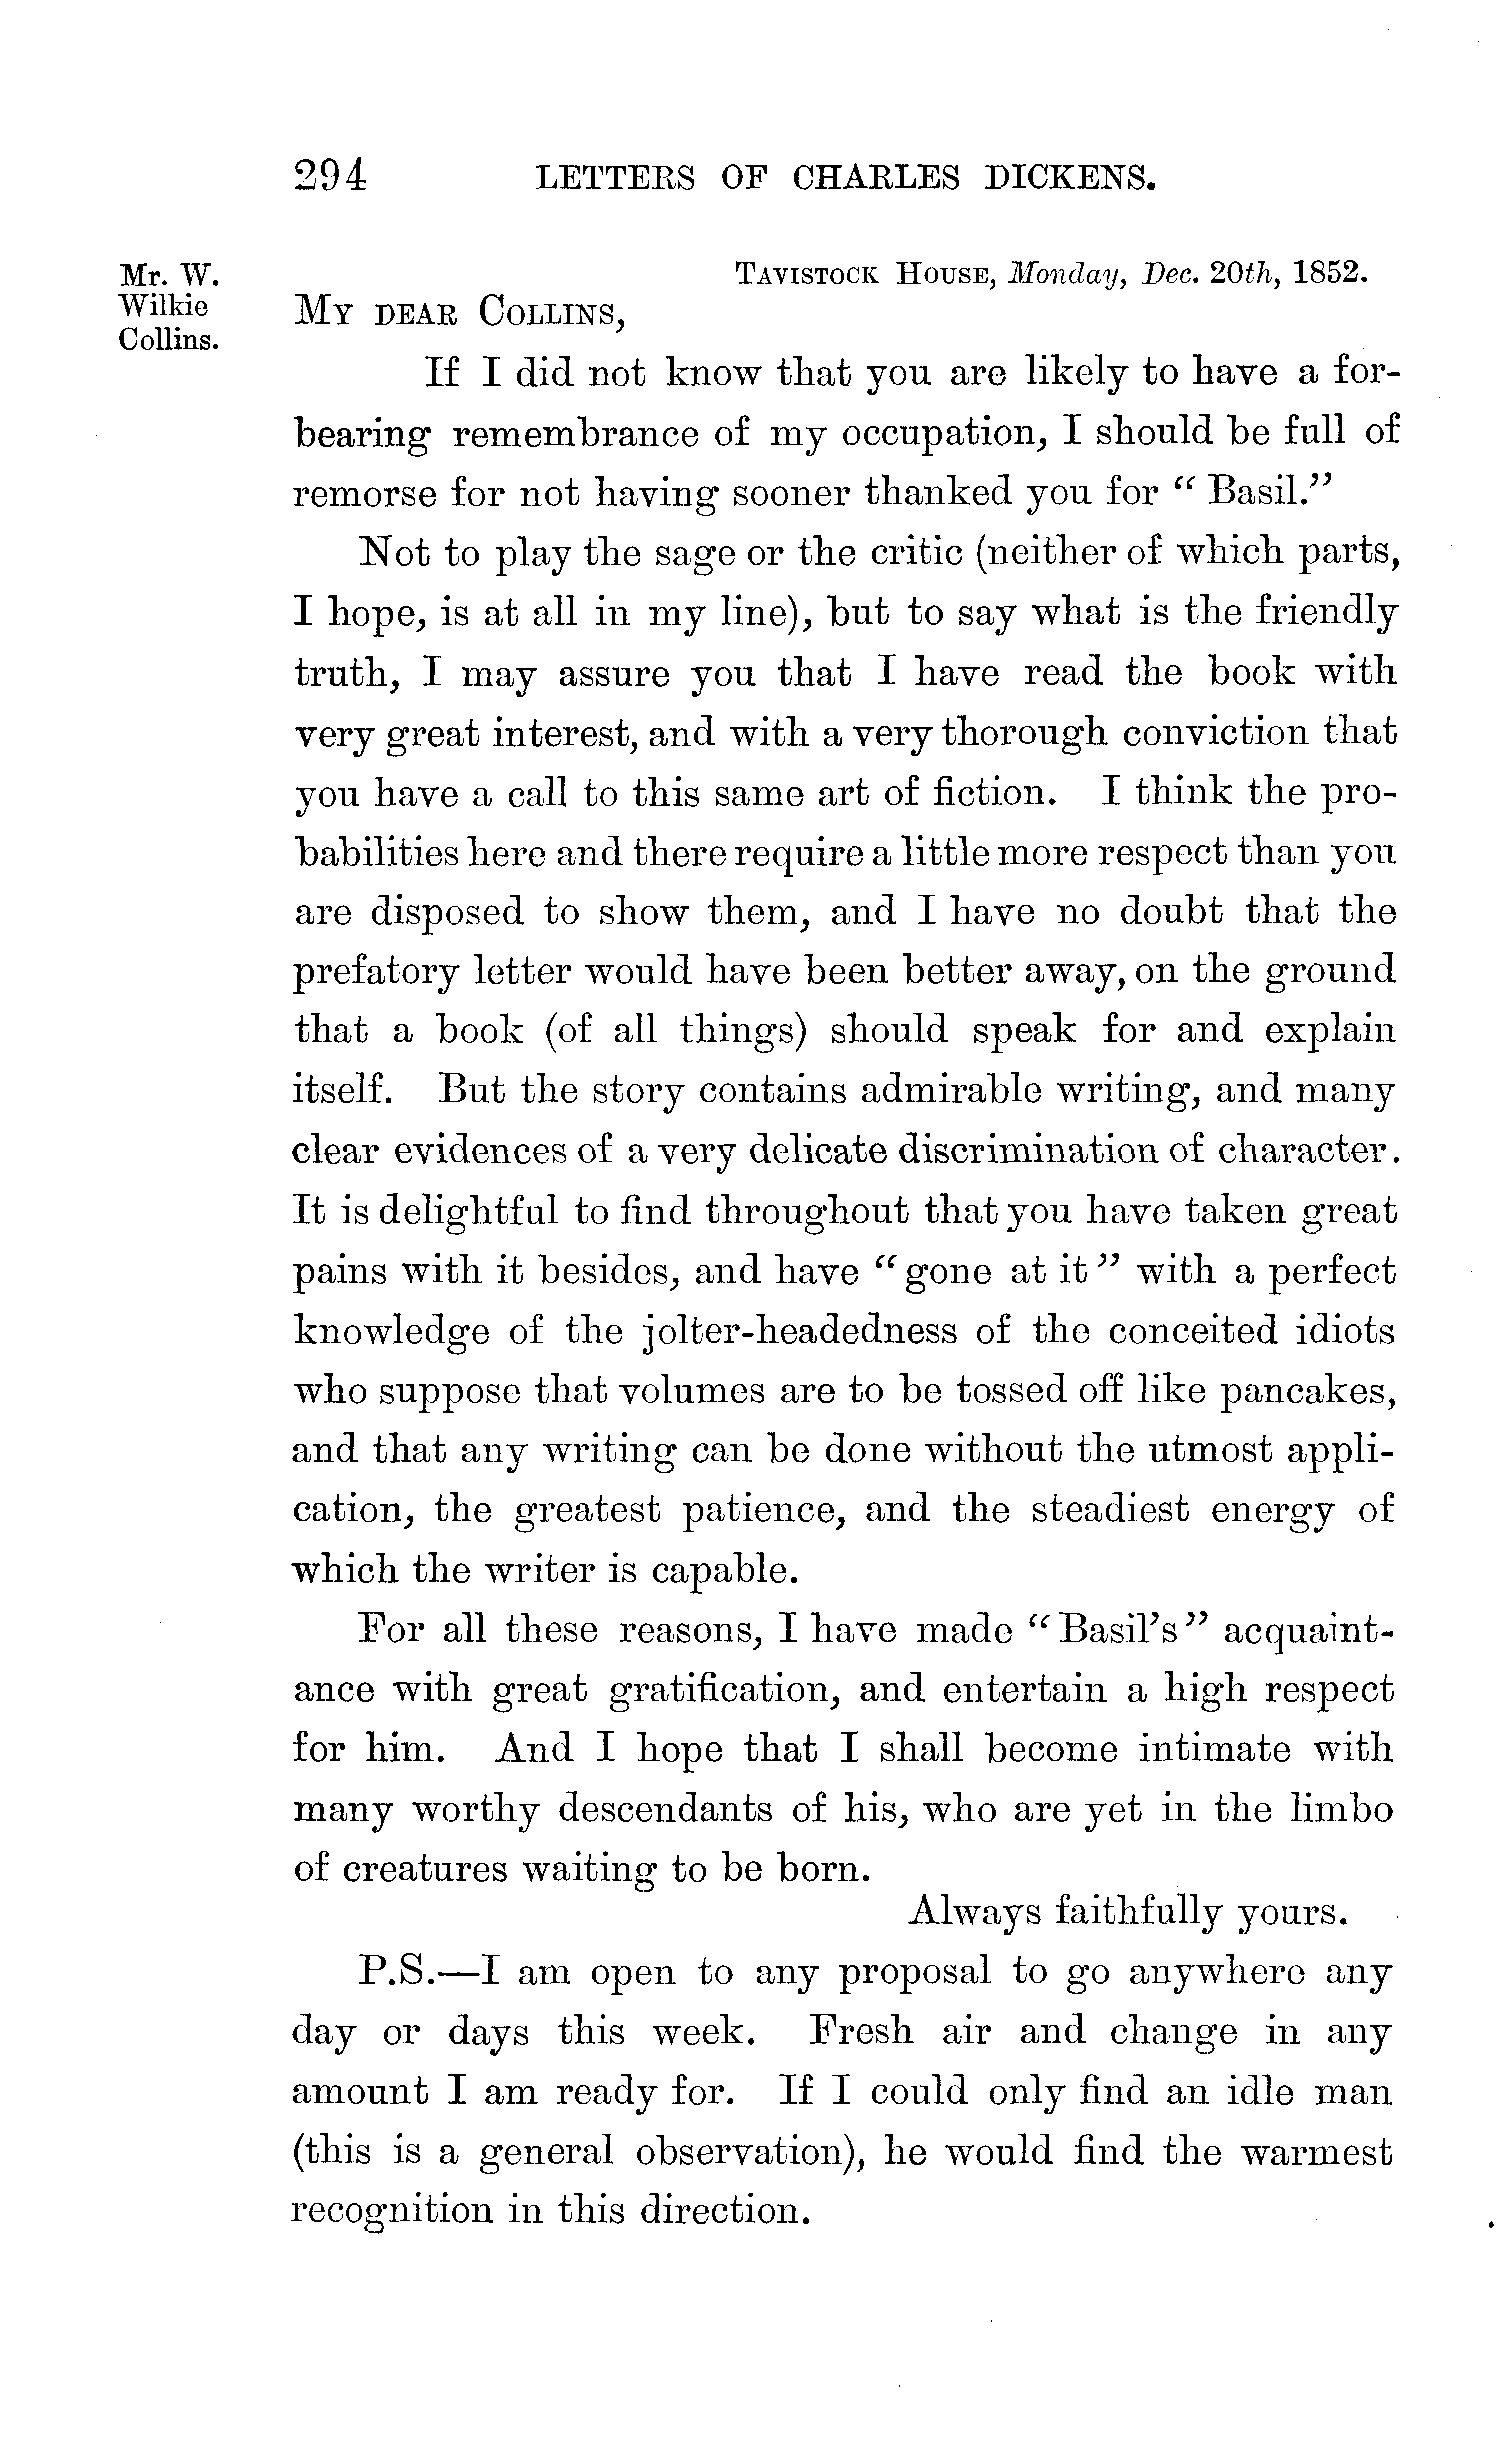 294 LETTERS OF CHARLES DICKENS.
Mr. W.
Wilkie
Collins.
TAVISTOCK HOUSE, Monday, Dec. 20th, 1852.
MY DEAR COLLINS,
If I did not know that you are likely to have a for-
bearing remembrance of my occupation, I should be full of
remorse for not having sooner thanked you for “ Basil.”
Not to play the sage or the critic (neither of which parts,
I hope, is at all in my line), but to say what is the friendly
truth, I may assure you that I have read the book with
very great interest, and with a very thorough conviction that
you have a call to this same art of fiction. I think the pro-
babilities here and there require a little more respect than you
are disposed to show them, and I have no doubt that the
prefatory letter would have been better away, on the ground
that a book (of all things) should speak for and explain
itself. But the story contains admirable writing, and many
clear evidences of a very delicate discrimination of character.
It is delightful to find throughout that you have taken great
pains with it besides, and have “ gone at it ” with a perfect
knowledge of the jolter-headedness of the conceited idiots
who suppose that volumes are to be tossed off like pancakes,
and that any writing can be done without the utmost appli-
cation, the greatest patience, and the steadiest energy of
which the writer is capable.
For all these reasons, I have made “ Basil’s ” acquaint-
ance with great gratification, and entertain a high respect
for him. And I hope that I shall become intimate with
many worthy descendants of his, who are yet in the limbo
of creatures waiting to be born.
Always faithfully yours.
P.S.—I am open to any proposal to go anywhere any
day or days this week. Fresh air and change in any
amount I am ready for. If I could only find an idle man
(this is a general observation), he would find the warmest
recognition in this direction.